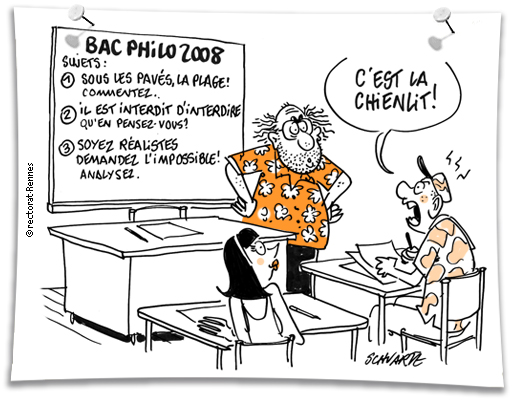 BAC PHILO 2008
SUJETS:
① SOUS LES PAVÉS, LA PLAGE!
COMMENTEZ..
② IL EST INTERDIT D'INTERDIRE
QU'EN PENSEZ-VOUS?
③ SOYEZ RÉALISTES
DEMANDEZ L'IMPOSSIBLE!
ANALYSEZ.
C'EST LA
CHIENLIT!
© rectorat Rennes
SCHWARTZ